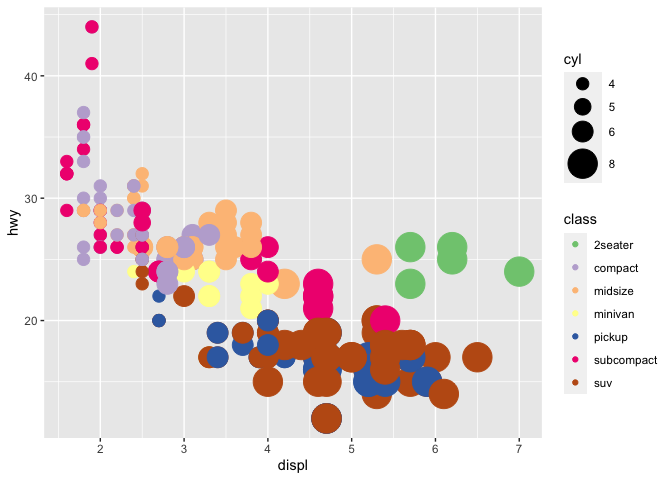 hwy
40
30
20
2
3
4
5
6
7
displ
cyl
4
5
6
8
class
2seater
compact
midsize
minivan
pickup
subcompact
suv